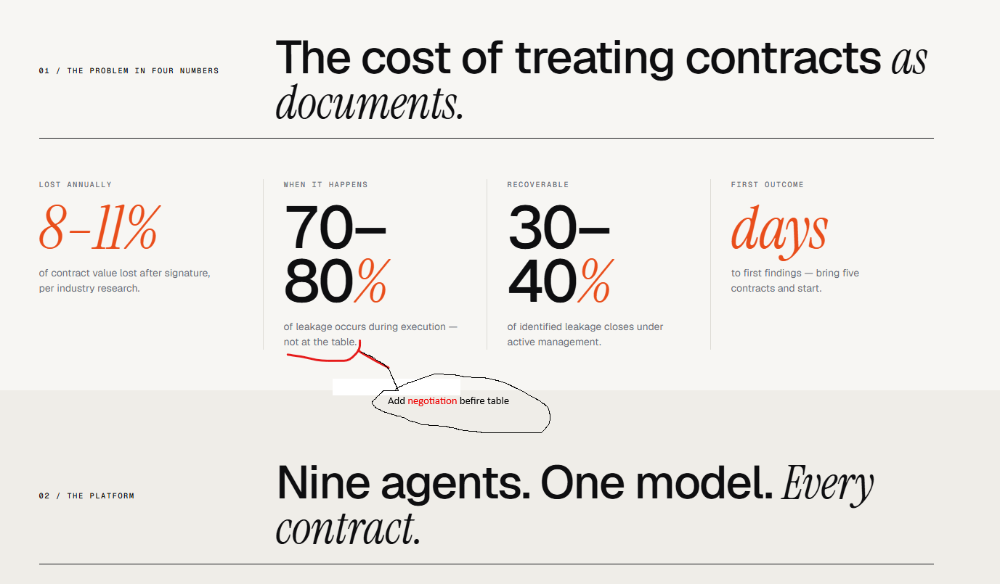 01 / THE PROBLEM IN FOUR NUMBERS
The cost of treating contracts as
documents.
LOST ANNUALLY
8–11%
of contract value lost after signature,
per industry research.
WHEN IT HAPPENS
70–
80%
of leakage occurs during execution —
not at the table.
RECOVERABLE
30–
40%
of identified leakage closes under
active management.
FIRST OUTCOME
days
to first findings — bring five
contracts and start.
Add negotiation befire table
02 / THE PLATFORM
Nine agents. One model. Every
contract.